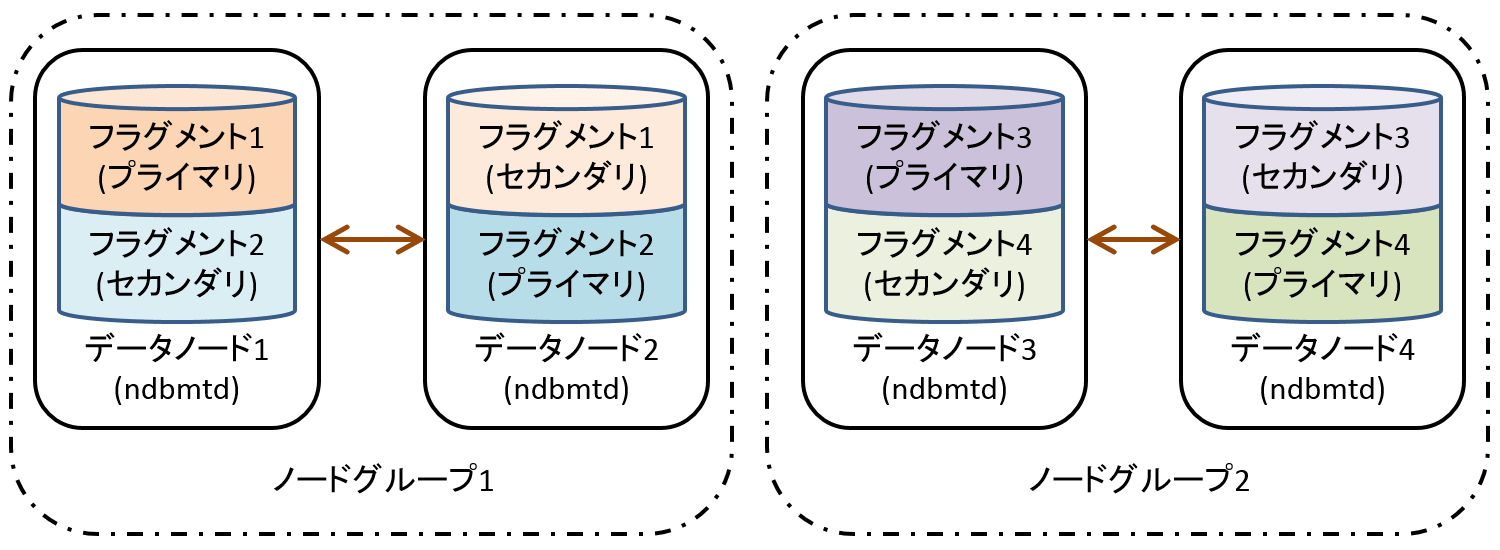 フラグメント1
(プライマリ)
フラグメント2
(セカンダリ)
データノード1
(ndbmtd)
フラグメント1
(セカンダリ)
フラグメント2
(プライマリ)
データノード2
(ndbmtd)
ノードグループ1
フラグメント3
(プライマリ)
フラグメント4
(セカンダリ)
データノード3
(ndbmtd)
フラグメント3
(セカンダリ)
フラグメント4
(プライマリ)
データノード4
(ndbmtd)
ノードグループ2